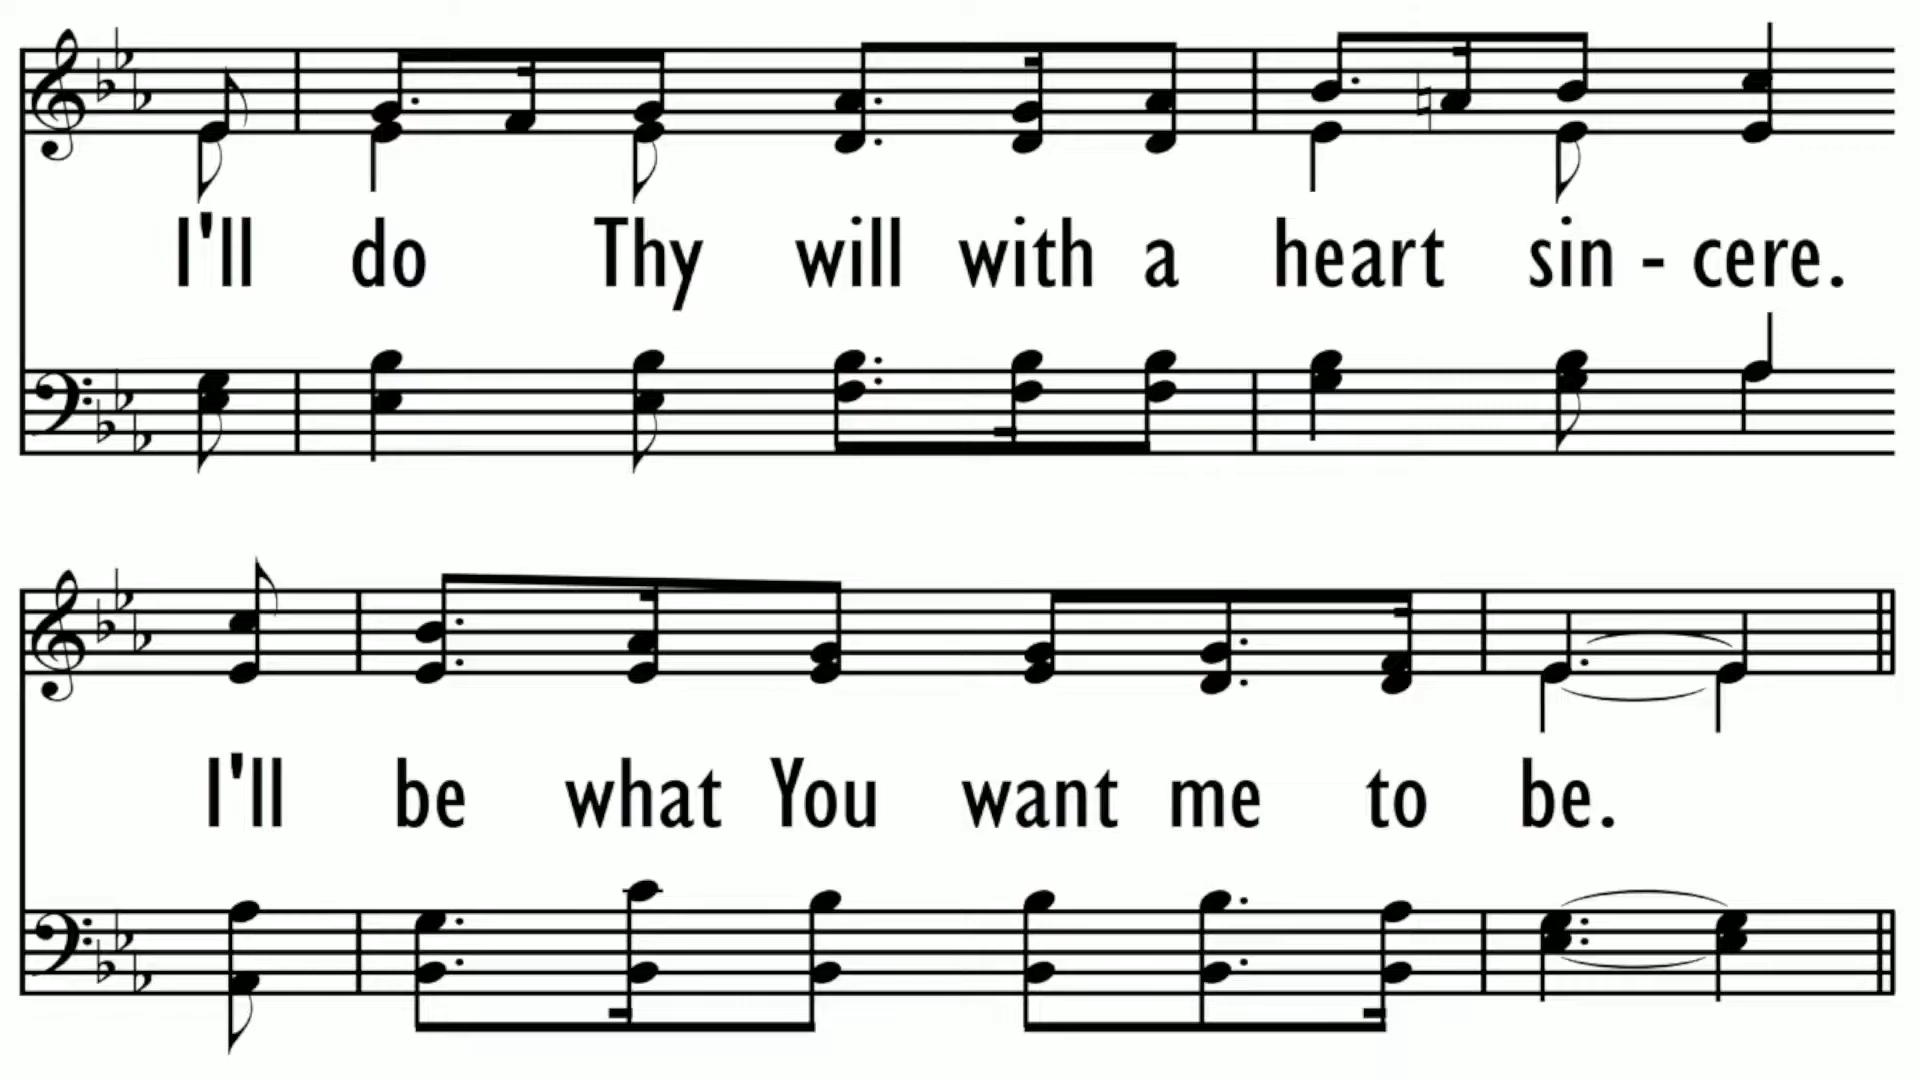 I'll do Thy will with a heart sin - cere.
I'll be what You want me to be.